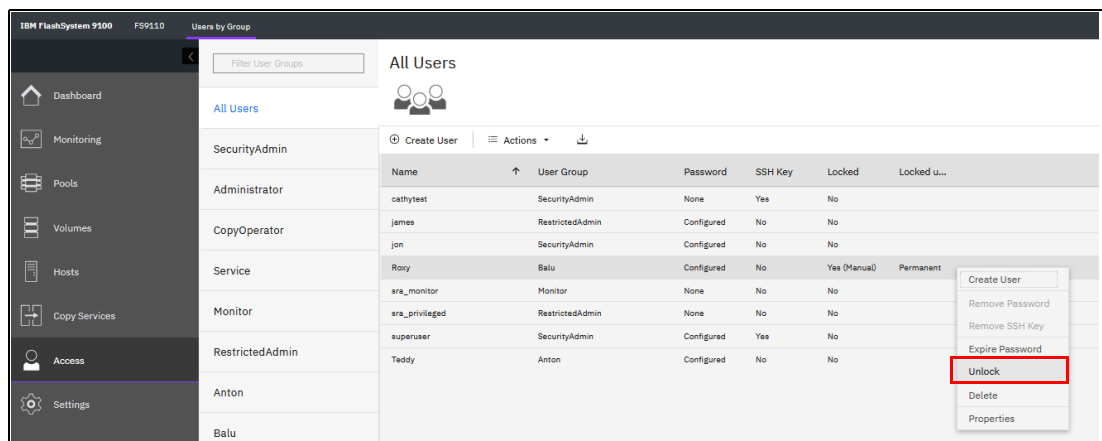 IBM FlashSystem 9100 FS9110 Users by Group
Dashboard
Monitoring
Pools
Volumes
Hosts
Copy Services
Access
Settings
Filter User Groups
All Users
SecurityAdmin
Administrator
CopyOperator
Service
Monitor
RestrictedAdmin
Anton
Balu
All Users
Create User Actions
Name User Group Password SSH Key Locked Locked u...
cathytest SecurityAdmin None Yes No
james RestrictedAdmin Configured No No
jon SecurityAdmin Configured No No
Roxy Balu Configured No Yes (Manual) Permanent
sra_monitor Monitor None No No
sra_privileged RestrictedAdmin None No No
superuser SecurityAdmin Configured Yes No
Teddy Anton Configured No No
Create User
Remove Password
Remove SSH Key
Expire Password
Unlock
Delete
Properties